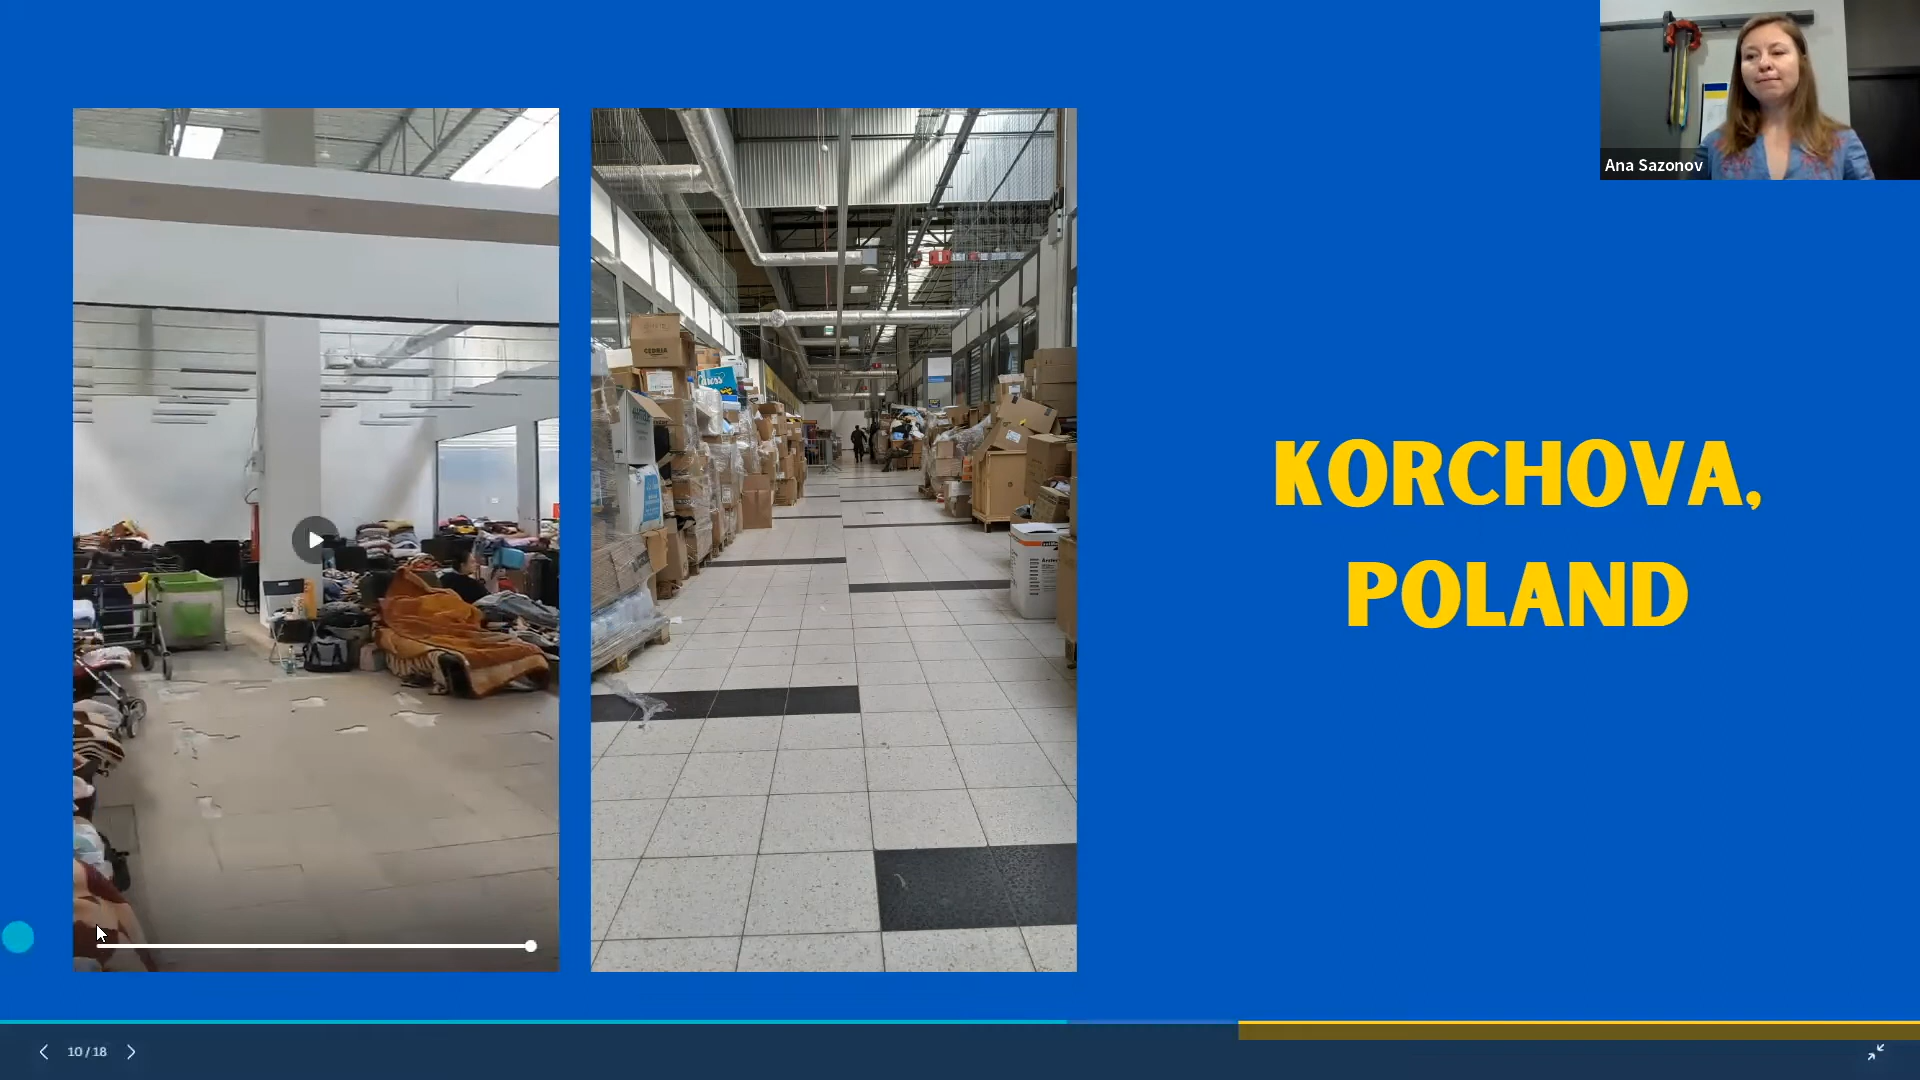 Ana Sazonov
KORCHOVA,
POLAND
CEDRIA
10 / 18